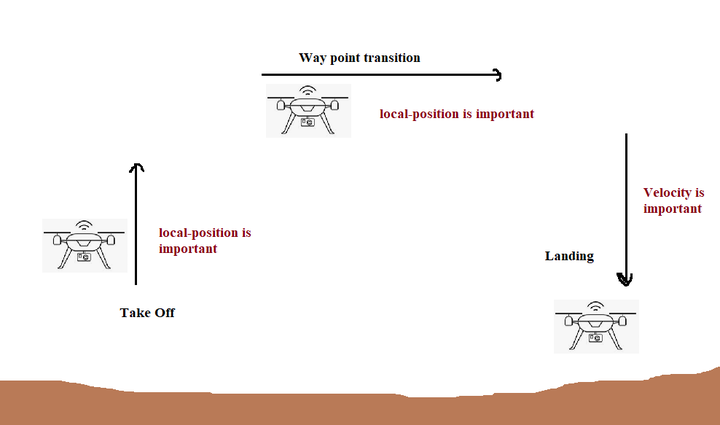 Way point transition
local-position is important
Velocity is
important
local-position is
important
Landing
Take Off